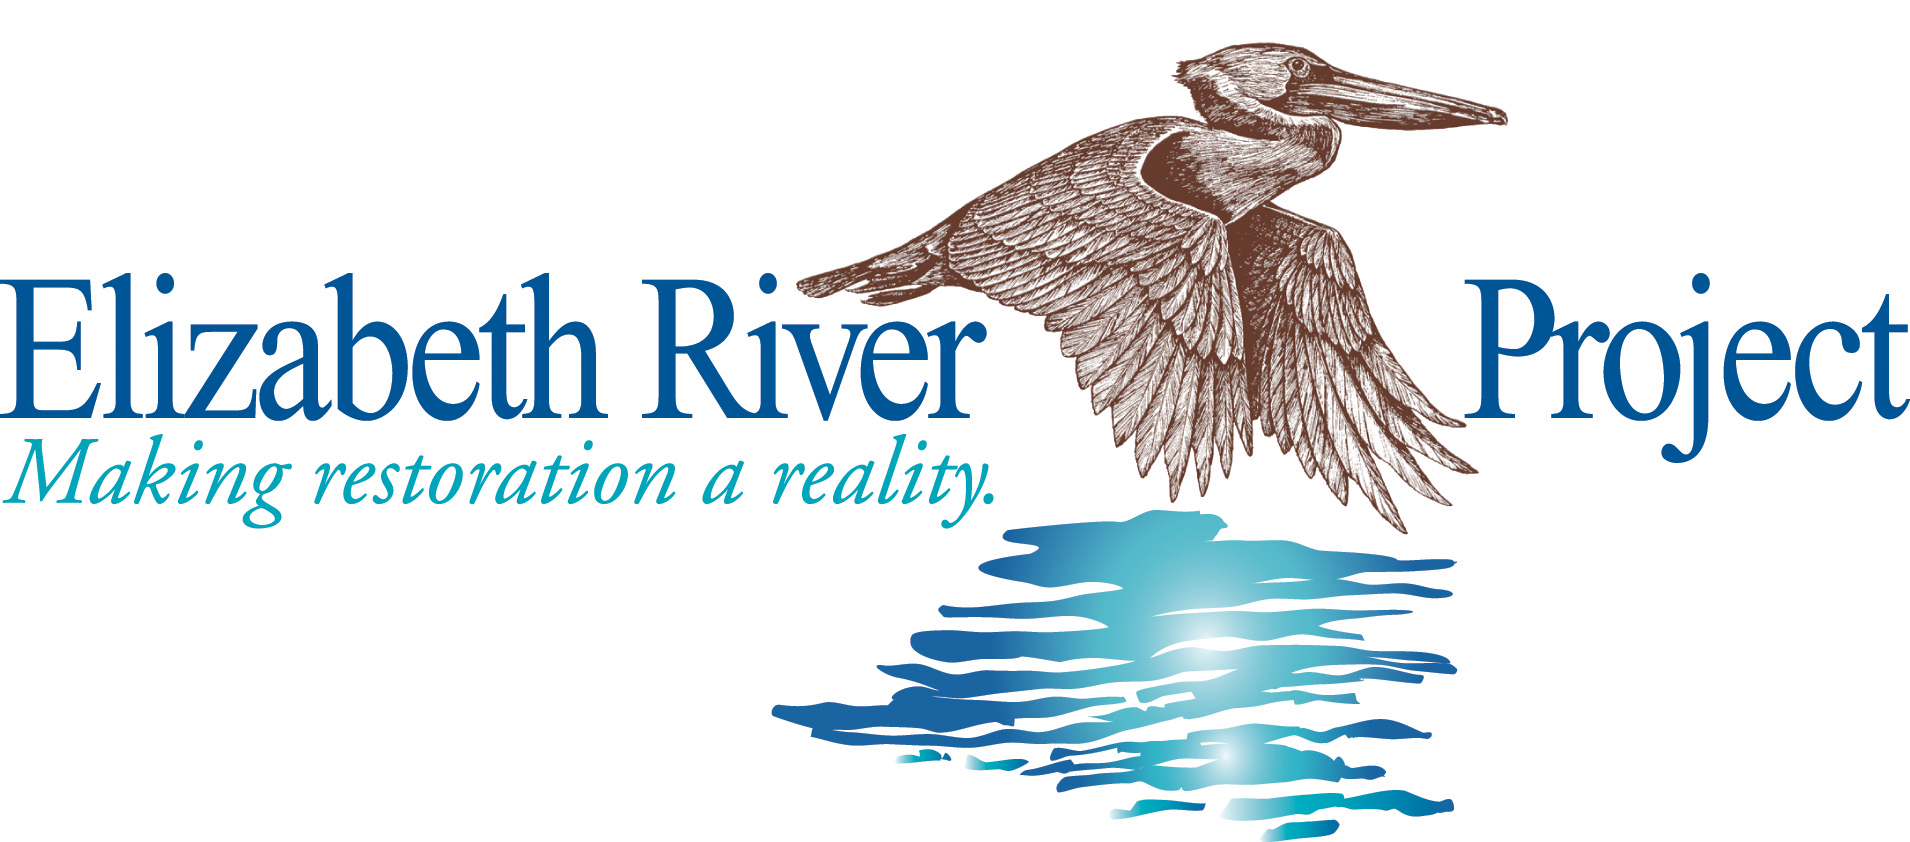 Elizabeth River Project
Making restoration a reality.